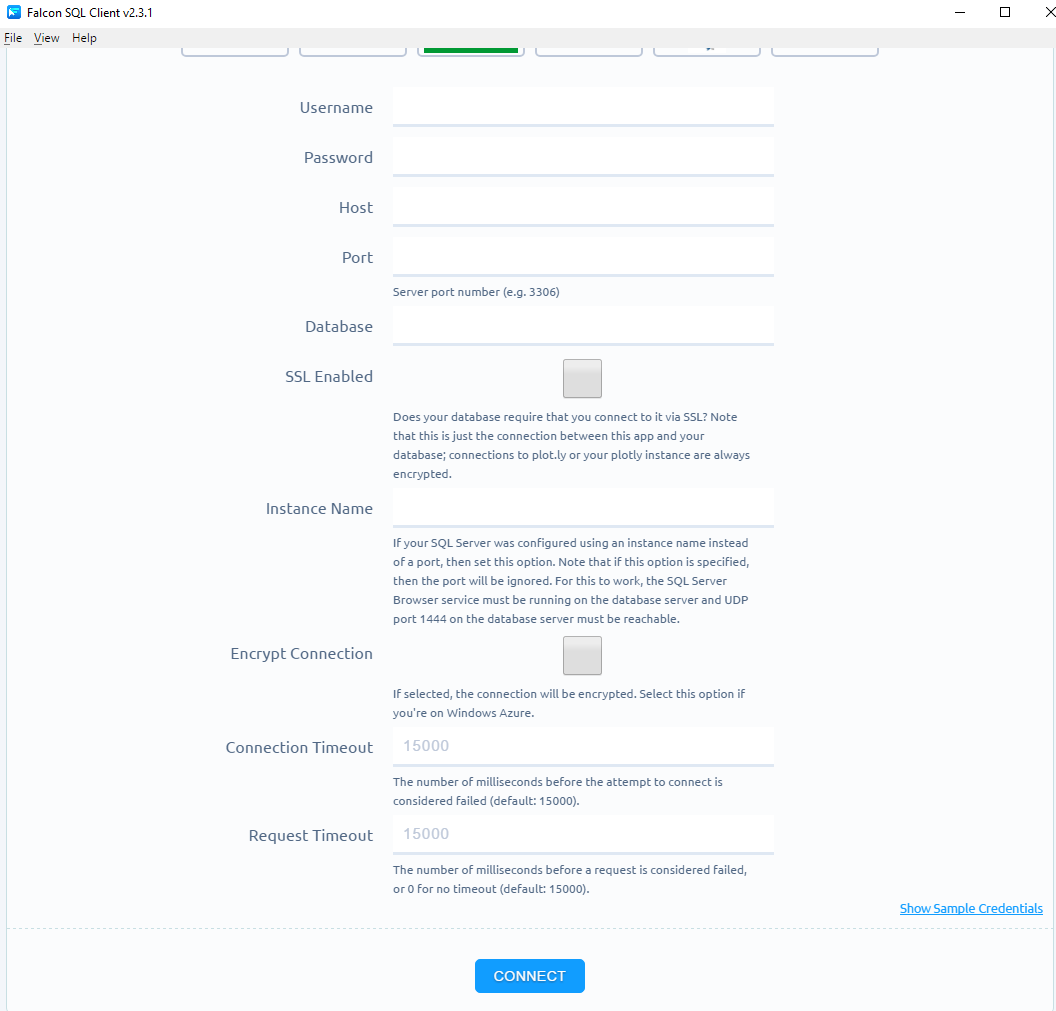 Falcon SQL Client v2.3.1
File View Help
Username
Password
Host
Port
Server port number (e.g. 3306)
Database
SSL Enabled
Does your database require that you connect to it via SSL? Note
that this is just the connection between this app and your
database; connections to plot.ly or your plotly instance are always
encrypted.
Instance Name
If your SQL Server was configured using an instance name instead
of a port, then set this option. Note that if this option is specified,
then the port will be ignored. For this to work, the SQL Server
Browser service must be running on the database server and UDP
port 1444 on the database server must be reachable.
Encrypt Connection
If selected, the connection will be encrypted. Select this option if
you're on Windows Azure.
Connection Timeout 15000
The number of milliseconds before the attempt to connect is
considered failed (default: 15000).
Request Timeout 15000
The number of milliseconds before a request is considered failed,
or 0 for no timeout (default: 15000).
Show Sample Credentials
CONNECT